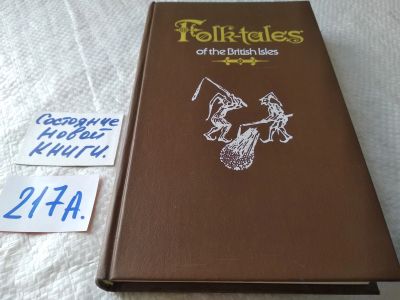 Folk-tales
of the British Isles
Состояние
новой
книги.
217А.